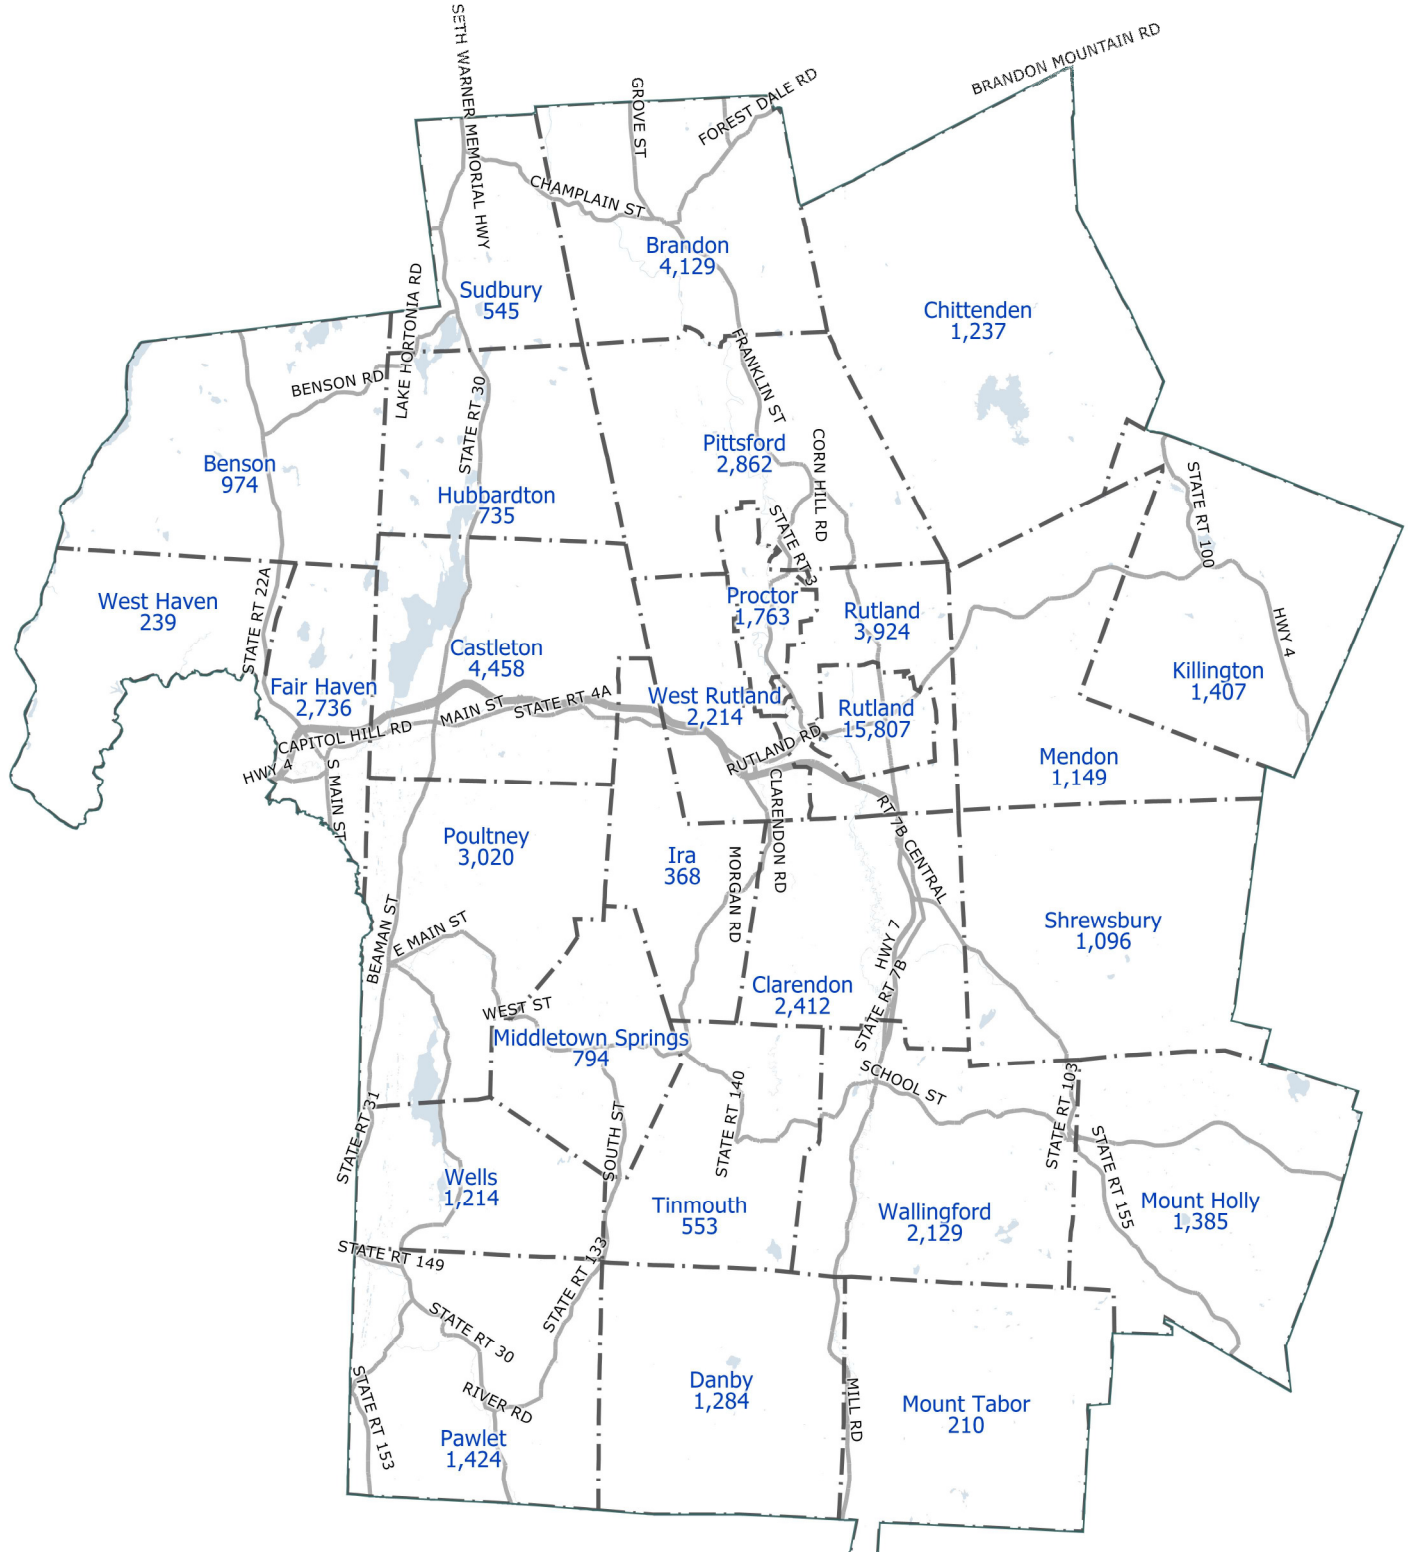 SETH WARNER MEMORIAL HWY
GROVE ST
FOREST DALE RD
BRANDON MOUNTAIN RD
CHAMPLAIN ST
Brandon
4,129
LAKE HORTONIA RD
Sudbury
545
Chittenden
1,237
BENSON RD
STATE RT 30
FRANKLIN ST
Benson
974
Hubbardton
735
Pittsford
2,862
CORN HILL RD
STATE RT 3
STATE RT 100
West Haven
239
STATE RT 22A
Proctor
1,763
Rutland
3,924
HWY 4
Castleton
4,458
Fair Haven
2,736
West Rutland
2,214
Rutland
15,807
Killington
1,407
CAPITOL HILL RD
MAIN ST
STATE RT 4A
RUTLAND RD
HWY 4
S MAIN ST
Mendon
1,149
CLARENDON RD
RT 7B CENTRAL
Poultney
3,020
Ira
368
MORGAN RD
BEAMAN ST
E MAIN ST
HWY 7
Shrewsbury
1,096
WEST ST
Clarendon
2,412
STATE RT 7B
Middletown Springs
794
SCHOOL ST
STATE RT 31
SOUTH ST
STATE RT 140
STATE RT 103
STATE RT 155
Wells
1,214
Tinmouth
553
Wallingford
2,129
Mount Holly
1,385
STATE RT 149
STATE RT 133
STATE RT 30
STATE RT 153
RIVER RD
Danby
1,284
MILL RD
Mount Tabor
210
Pawlet
1,424